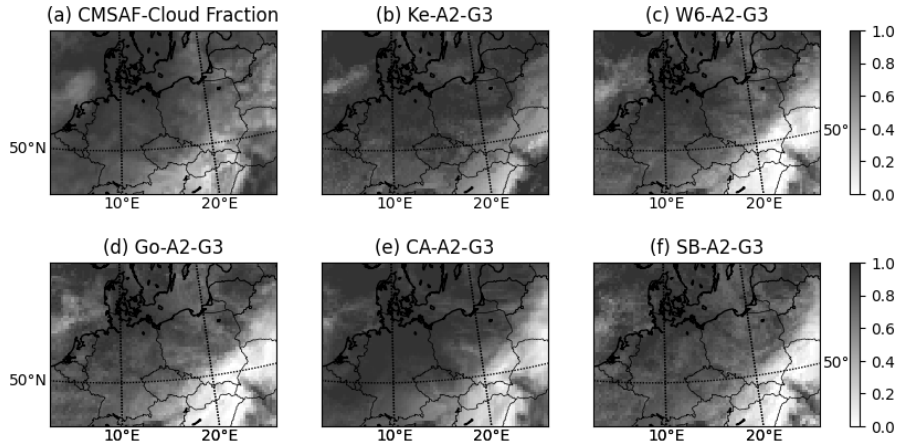 (a) CMSAF-Cloud Fraction
(b) Ke-A2-G3
(c) W6-A2-G3
1.0
0.8
0.6
0.4
0.2
0.0
50°N
50°
10°E
20°E
10°E
20°E
10°E
20°E
(d) Go-A2-G3
(e) CA-A2-G3
(f) SB-A2-G3
1.0
0.8
0.6
0.4
0.2
0.0
50°N
50°
10°E
20°E
10°E
20°E
10°E
20°E